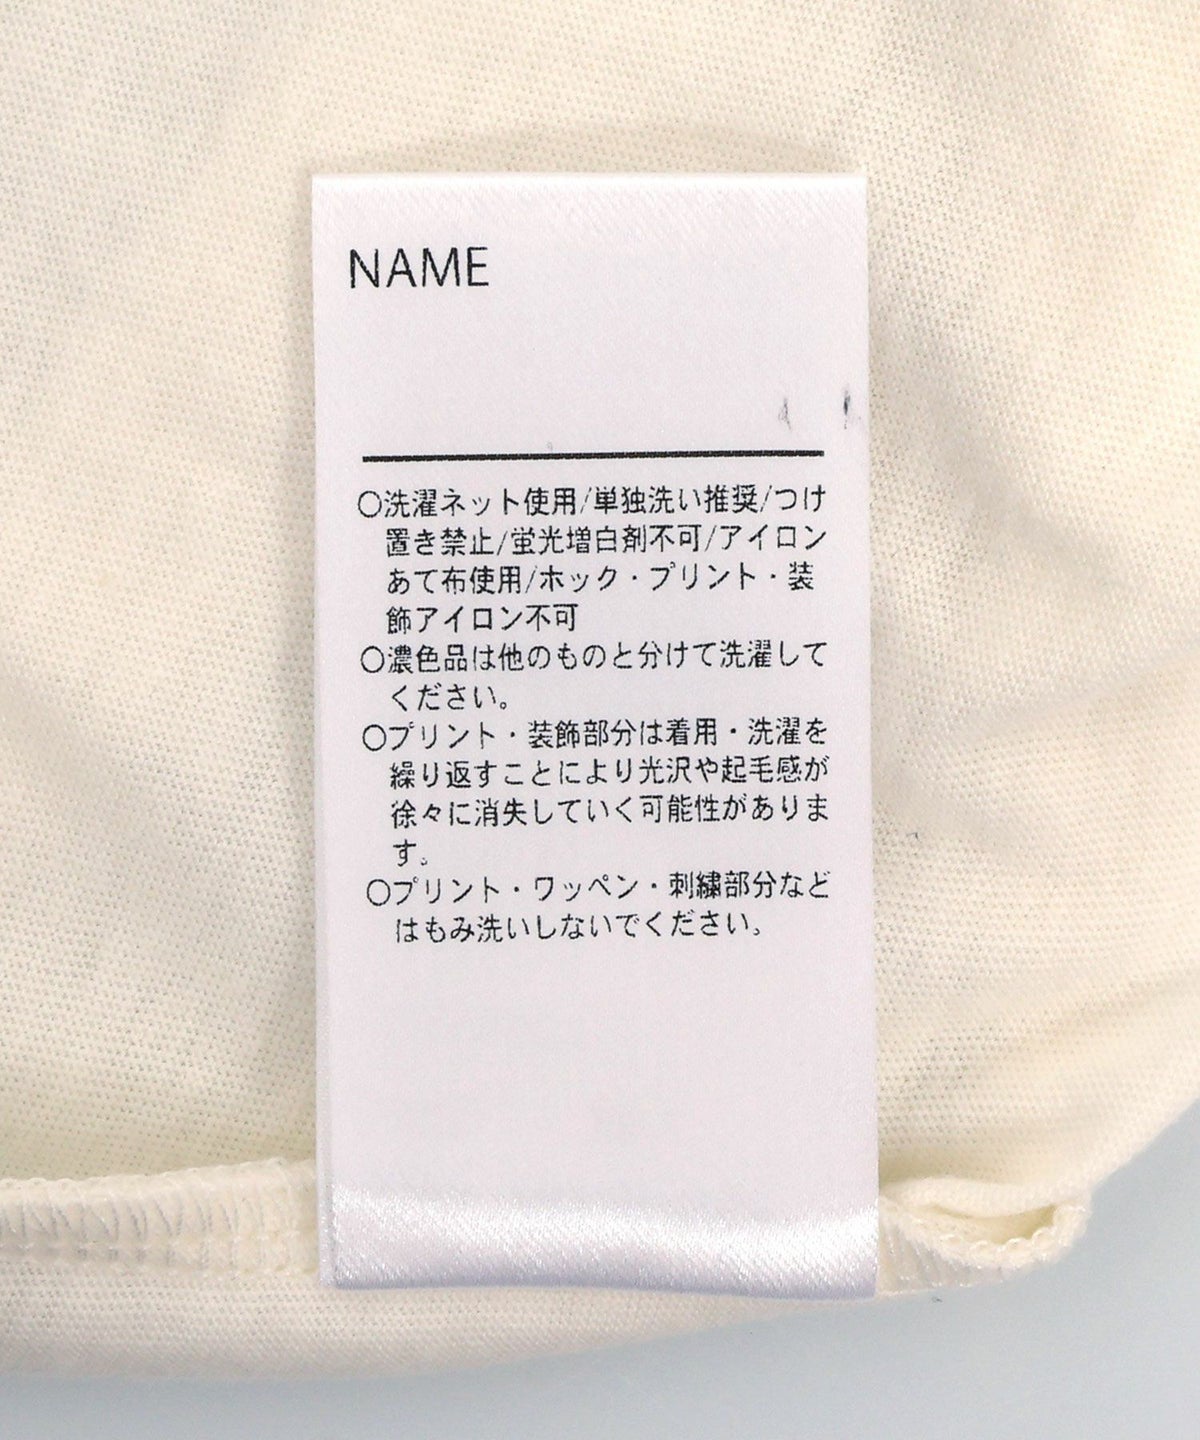 NAME
○洗濯ネット使用/単独洗い推奨/つけ
置き禁止/蛍光増白剤不可/アイロン
あて布使用/ホック・プリント・装
飾アイロン不可
○濃色品は他のものと分けて洗濯して
ください。
○プリント・装飾部分は着用・洗濯を
繰り返すことにより光沢や起毛感が
徐々に消失していく可能性がありま
す。
○プリント・ワッペン・刺繍部分など
はもみ洗いしないでください。